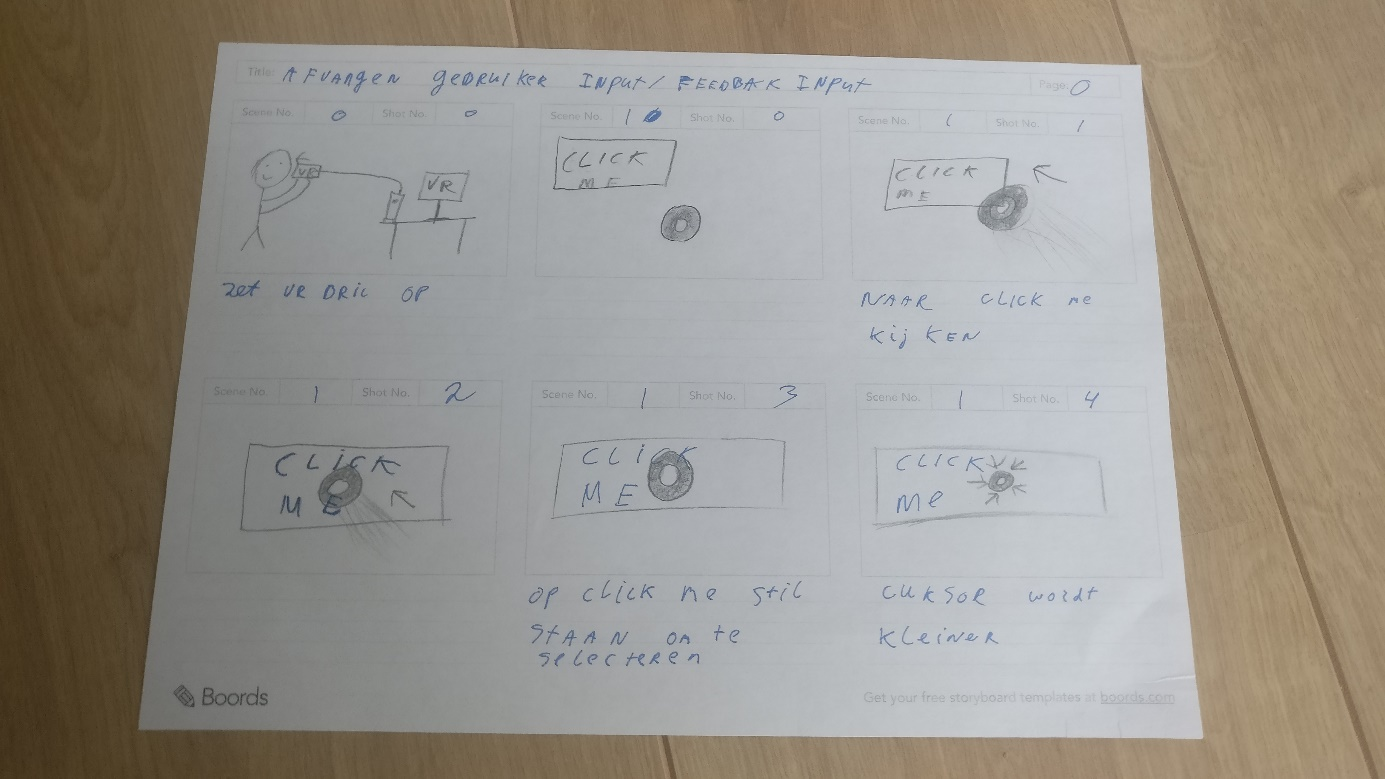 Title: AFVANGEN GEDRUIKER INPUT/ FEEDBACK INPUT
Page: 0
Scene No. 0 Shot No. 0
Scene No. 1 Shot No. 0
Scene No. 1 Shot No. 1
VR
VR
CLICK
ME
CLICK
ME
ZET VR BRIL OP
NAAR CLICK ME
KIJKEN
Scene No. 1 Shot No. 2
Scene No. 1 Shot No. 3
Scene No. 1 Shot No. 4
CLICK
ME
CLICK
ME
CLICK
ME
OP CLICK ME STIL
STAAN OM TE
SELECTEREN
CURSOR WORDT
KLEINER
Boords
Get your free storyboard templates at boords.com